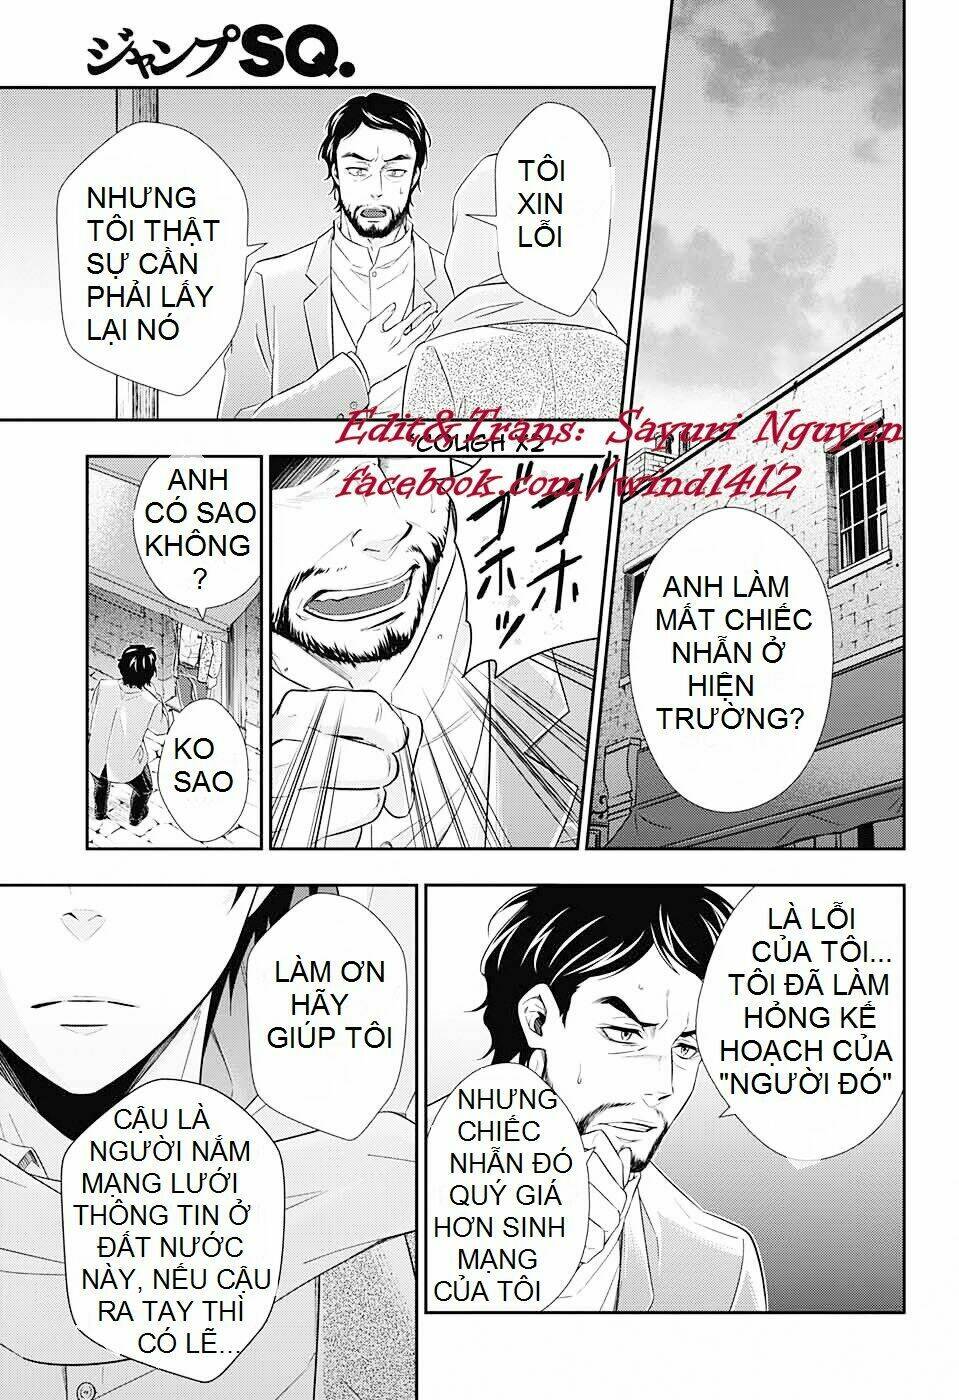 ジャンプSQ.
ANH LÀM
MẤT CHIẾC
NHẪN Ở
HIỆN
TRƯỜNG?
TÔI
XIN
LỖI
NHƯNG
TÔI THẬT
SỰ CẦN
PHẢI LẤY
LẠI NÓ
Edit&Trans: Sayuri Nguyen
facebook.com/wind1412
COUGH X2
ゴホ
ゴホ
ANH
CÓ SAO
KHÔNG
?
KO
SAO
LÀ LỖI
CỦA TÔI...
TÔI ĐÃ LÀM
HỎNG KẾ
HOẠCH CỦA
"NGƯỜI ĐÓ"
NHƯNG
CHIẾC
NHẪN ĐÓ
QUÝ GIÁ
HƠN SINH
MẠNG
CỦA TÔI
LÀM ƠN
HÃY
GIÚP TÔI
CẬU LÀ
NGƯỜI NẮM
MẠNG LƯỚI
THÔNG TIN Ở
ĐẤT NƯỚC
NÀY, NẾU CẬU
RA TAY THÌ
CÓ LẼ...